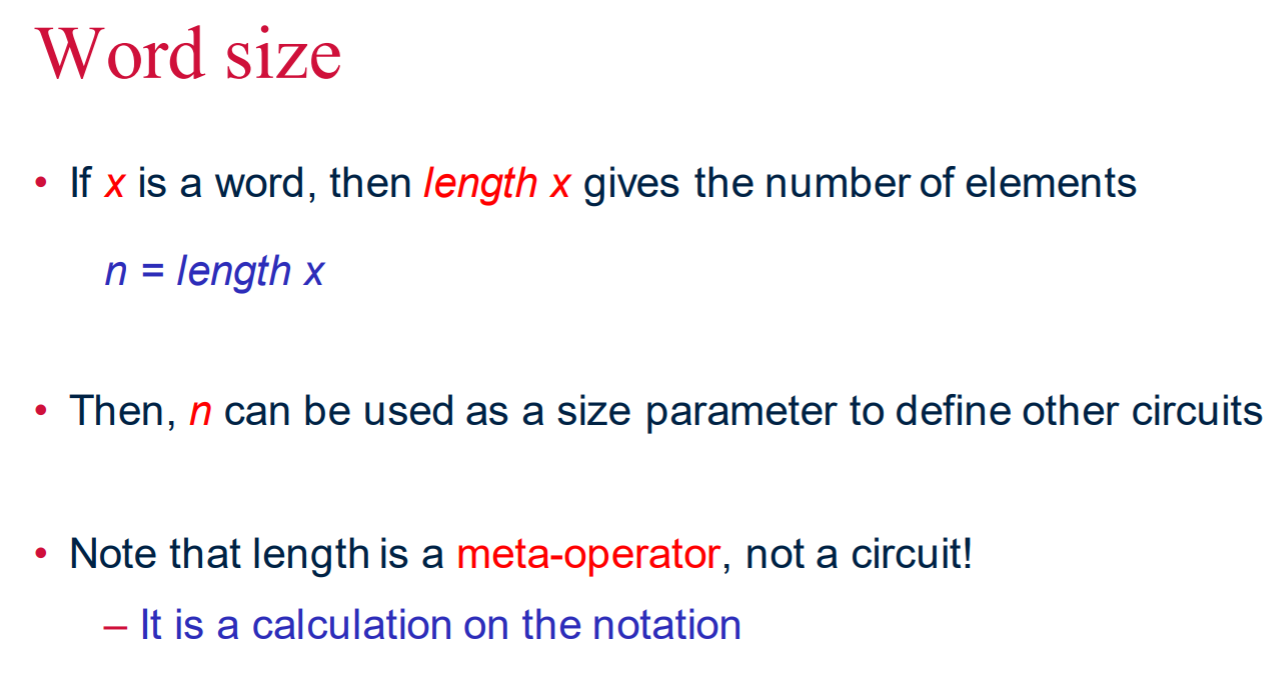 Word size
• If x is a word, then length x gives the number of elements
n = length x
• Then, n can be used as a size parameter to define other circuits
• Note that length is a meta-operator, not a circuit!
– It is a calculation on the notation